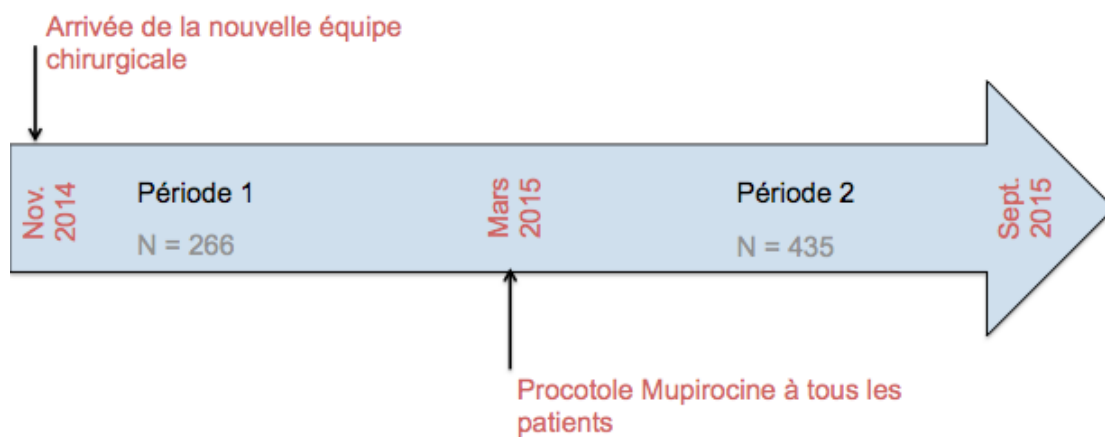 Arrivée de la nouvelle équipe
chirurgicale
Nov.
2014
Période 1
N = 266
Mars
2015
Période 2
N = 435
Sept.
2015
Procotole Mupirocine à tous les
patients